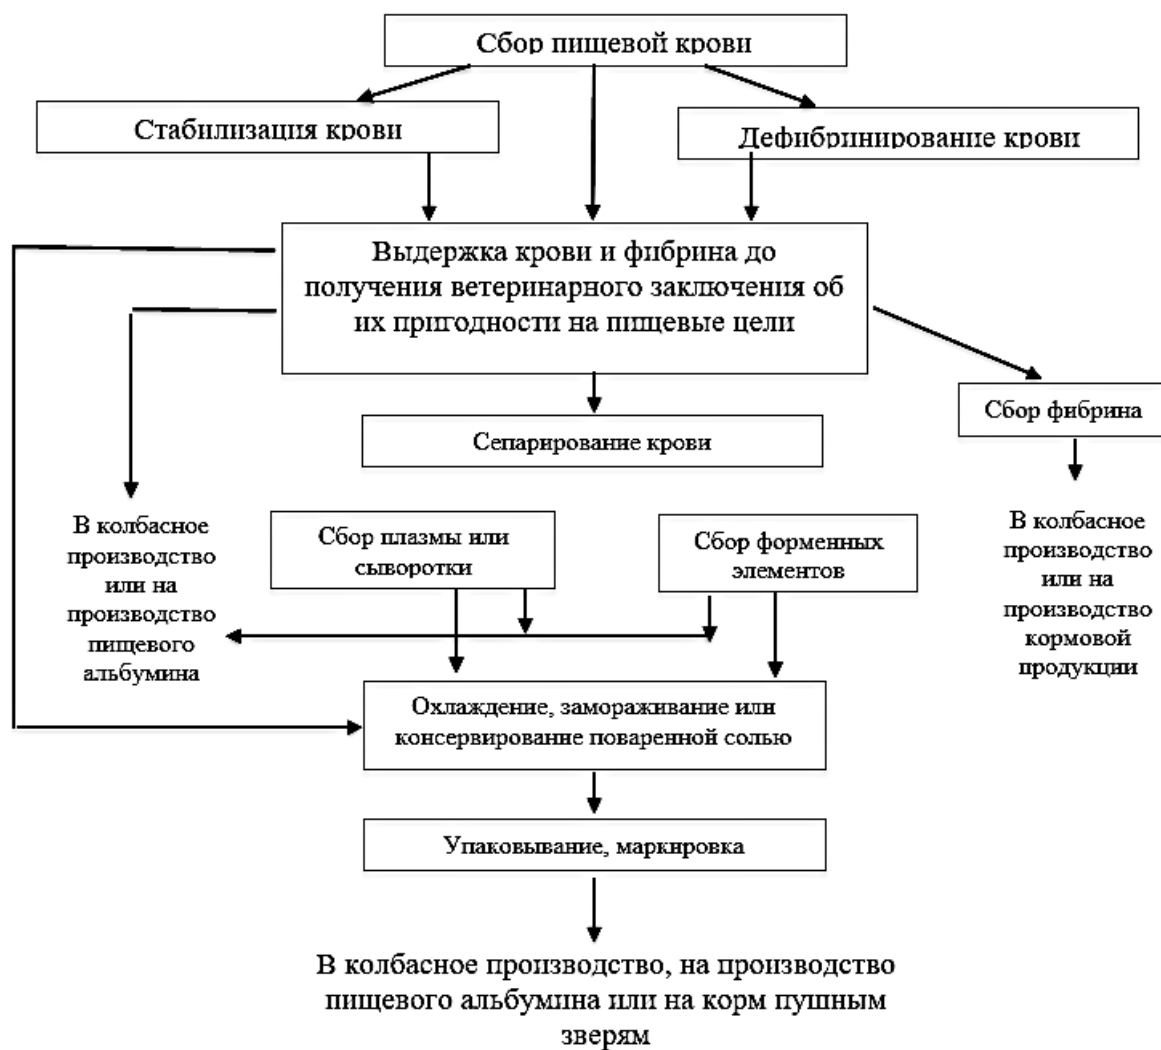 Сбор пищевой крови
Стабилизация крови
Дефибринирование крови
Выдержка крови и фибрина до
получения ветеринарного заключения об
их пригодности на пищевые цели
Сбор фибрина
Сепарирование крови
В колбасное
производство
или на
производство
пищевого
альбумина
Сбор плазмы или
сыворотки
Сбор форменных
элементов
В колбасное
производство
или на
производство
кормовой
продукции
Охлаждение, замораживание или
консервирование поваренной солью
Упаковывание, маркировка
В колбасное производство, на производство
пищевого альбумина или на корм пушным
зверям